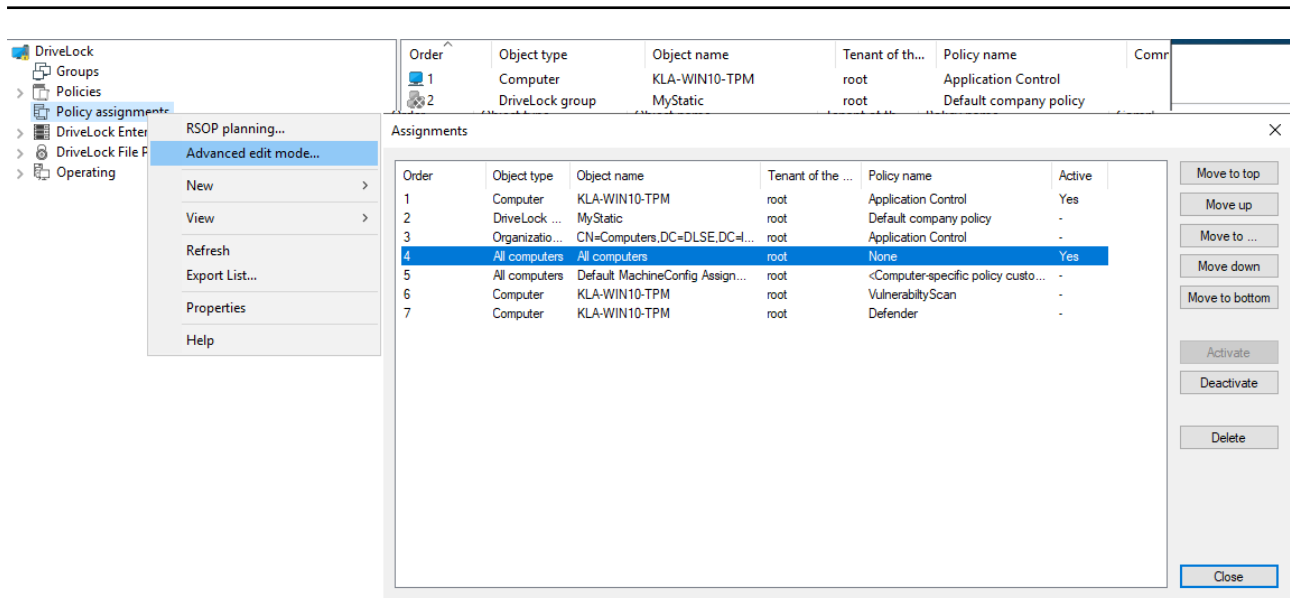 DriveLock
Groups
Policies
Policy assignments
DriveLock Enter
DriveLock File P
Operating
Order Object type Object name Tenant of th... Policy name Comr
1 Computer KLA-WIN10-TPM root Application Control
2 DriveLock group MyStatic root Default company policy
RSOP planning...
Advanced edit mode...
New
View
Refresh
Export List...
Properties
Help
Assignments
Order Object type Object name Tenant of the ... Policy name Active
1 Computer KLA-WIN10-TPM root Application Control Yes
2 DriveLock ... MyStatic root Default company policy -
3 Organizatio... CN=Computers,DC=DLSE,DC=l... root Application Control -
4 All computers All computers root None Yes
5 All computers Default MachineConfig Assign... root <Computer-specific policy custo... -
6 Computer KLA-WIN10-TPM root VulnerabiltyScan -
7 Computer KLA-WIN10-TPM root Defender -
Move to top
Move up
Move to ...
Move down
Move to bottom
Activate
Deactivate
Delete
Close